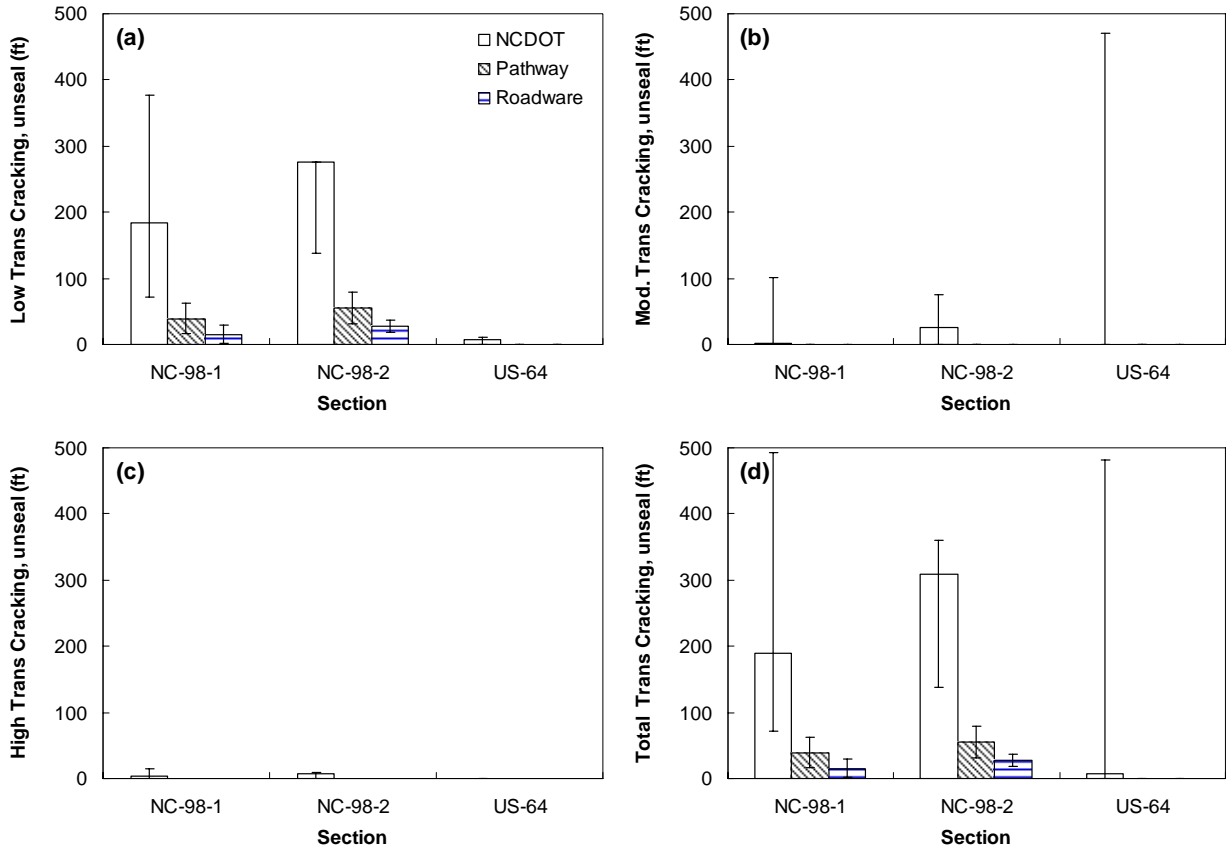 (a)
Low Trans Cracking, unseal (ft)
500
400
300
200
100
0
NCDOT
Pathway
Roadware
NC-98-1 NC-98-2 US-64
Section
(b)
Mod. Trans Cracking, unseal (ft)
500
400
300
200
100
0
NC-98-1 NC-98-2 US-64
Section
(c)
High Trans Cracking, unseal (ft)
500
400
300
200
100
0
NC-98-1 NC-98-2 US-64
Section
(d)
Total Trans Cracking, unseal (ft)
500
400
300
200
100
0
NC-98-1 NC-98-2 US-64
Section